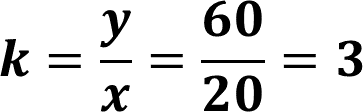 k = y/x = 60/20 = 3